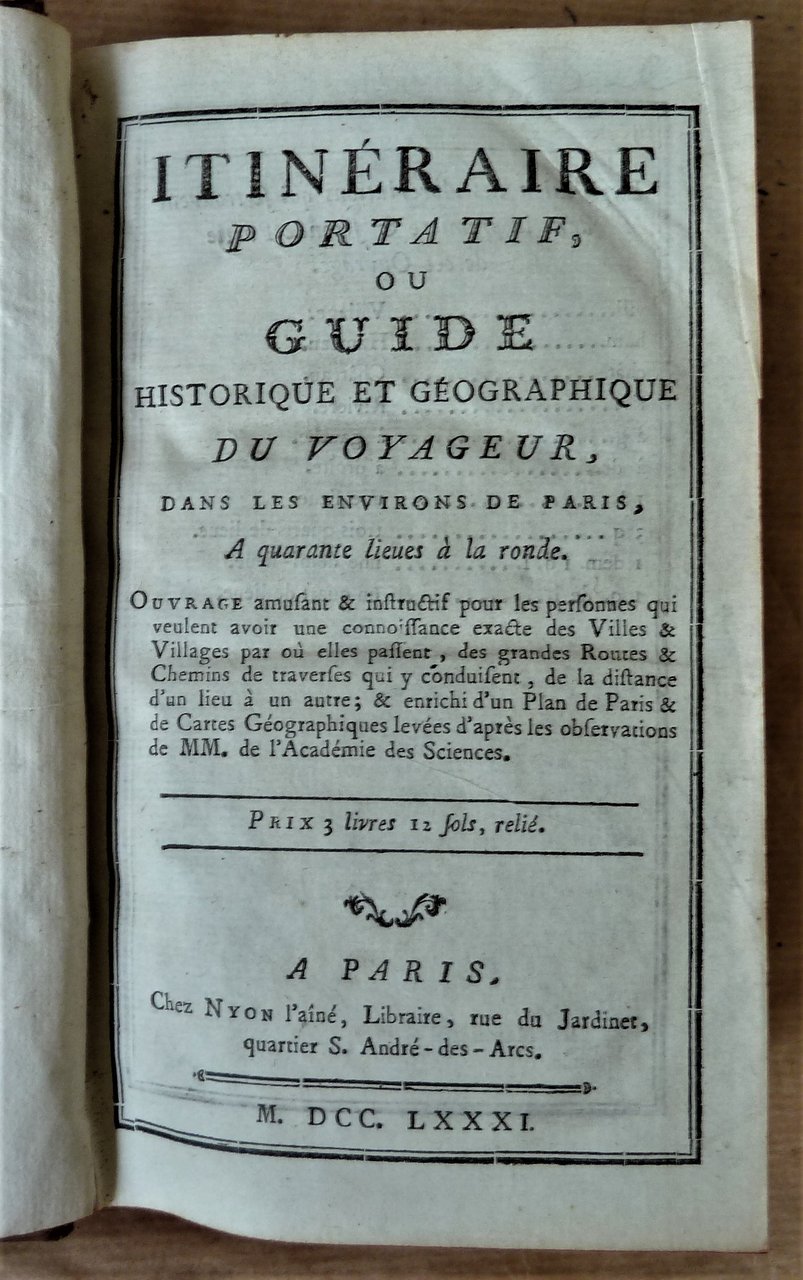 ITINÉRAIRE
PORTATIF,
OU
GUIDE
HISTORIQUE ET GÉOGRAPHIQUE
DU VOYAGEUR,
DANS LES ENVIRONS DE PARIS,
A quarante lieues à la ronde.
OUVRAGE amuſant & inſtructif pour les perſonnes qui
veulent avoir une connoiſſance exacte des Villes &
Villages par où elles paſſent, des grandes Routes &
Chemins de traverſes qui y conduiſent, de la diſtance
d'un lieu à un autre; & enrichi d'un Plan de Paris &
de Cartes Géographiques levées d'après les obſervations
de MM. de l'Académie des Sciences.
PRIX 3 livres 12 ſols, relié.
A PARIS,
Chez NYON l'aîné, Libraire, rue du Jardinet,
quartier S. André-des-Arcs.
M. DCC. LXXXI.